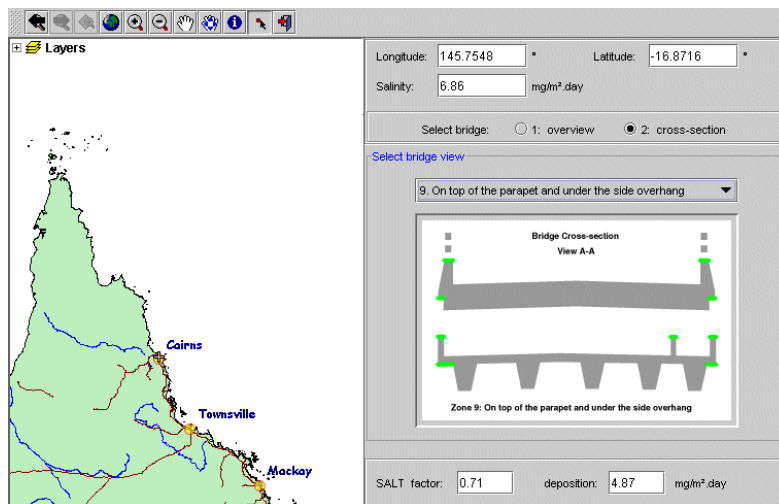 Layers
Longitude: 145.7548 ° Latitude: -16.8716 °
Salinity: 6.86 mg/m².day
Select bridge: 1: overview 2: cross-section
Select bridge view
9. On top of the parapet and under the side overhang
Bridge Cross-section
View A-A
Zone 9: On top of the parapet and under the side overhang
Cairns
Townsville
Mackay
SALT factor: 0.71 deposition: 4.87 mg/m².day